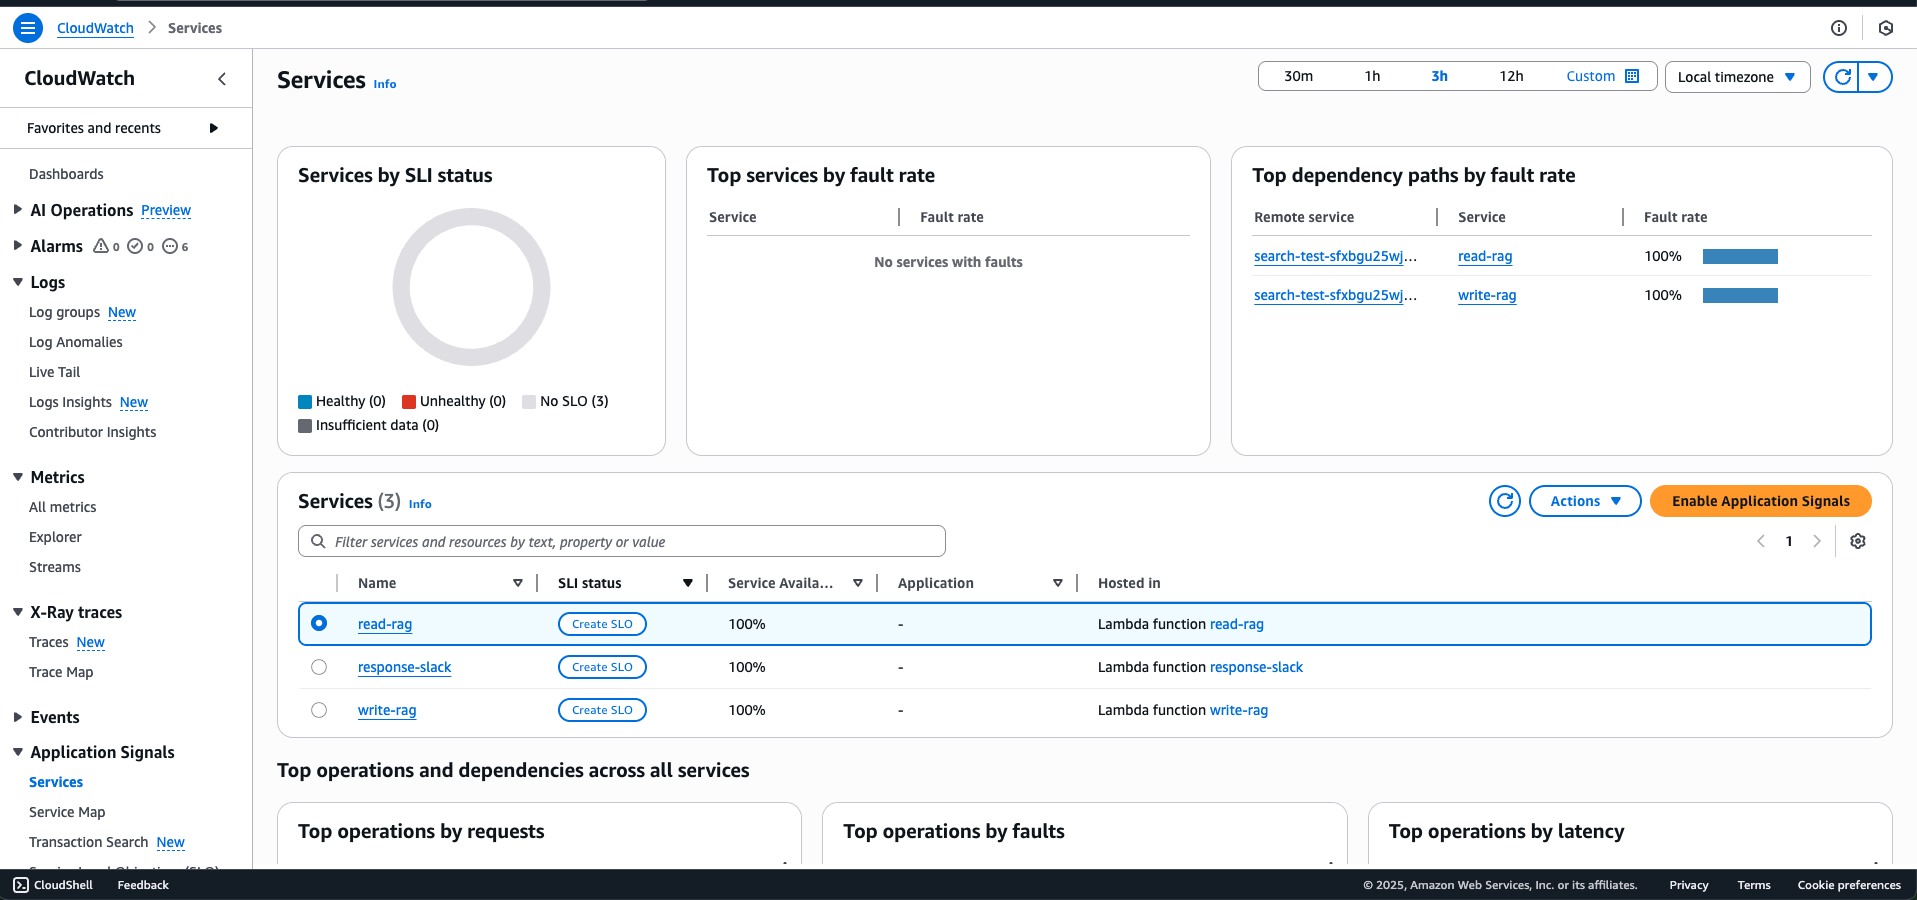 CloudWatch > Services
CloudWatch
Favorites and recents
Dashboards
AI Operations Preview
Alarms 0 0 6
Logs
Log groups New
Log Anomalies
Live Tail
Logs Insights New
Contributor Insights
Metrics
All metrics
Explorer
Streams
X-Ray traces
Traces New
Trace Map
Events
Application Signals
Services
Service Map
Transaction Search New
Services Info
30m 1h 3h 12h Custom Local timezone
Services by SLI status
Healthy (0) Unhealthy (0) No SLO (3)
Insufficient data (0)
Top services by fault rate
Service Fault rate
No services with faults
Top dependency paths by fault rate
Remote service Service Fault rate
search-test-sfxbgu25wj... read-rag 100%
search-test-sfxbgu25wj... write-rag 100%
Services (3) Info
Actions Enable Application Signals
Filter services and resources by text, property or value
1
Name SLI status Service Availa... Application Hosted in
read-rag Create SLO 100% - Lambda function read-rag
response-slack Create SLO 100% - Lambda function response-slack
write-rag Create SLO 100% - Lambda function write-rag
Top operations and dependencies across all services
Top operations by requests
Top operations by faults
Top operations by latency
CloudShell Feedback
© 2025, Amazon Web Services, Inc. or its affiliates. Privacy Terms Cookie preferences